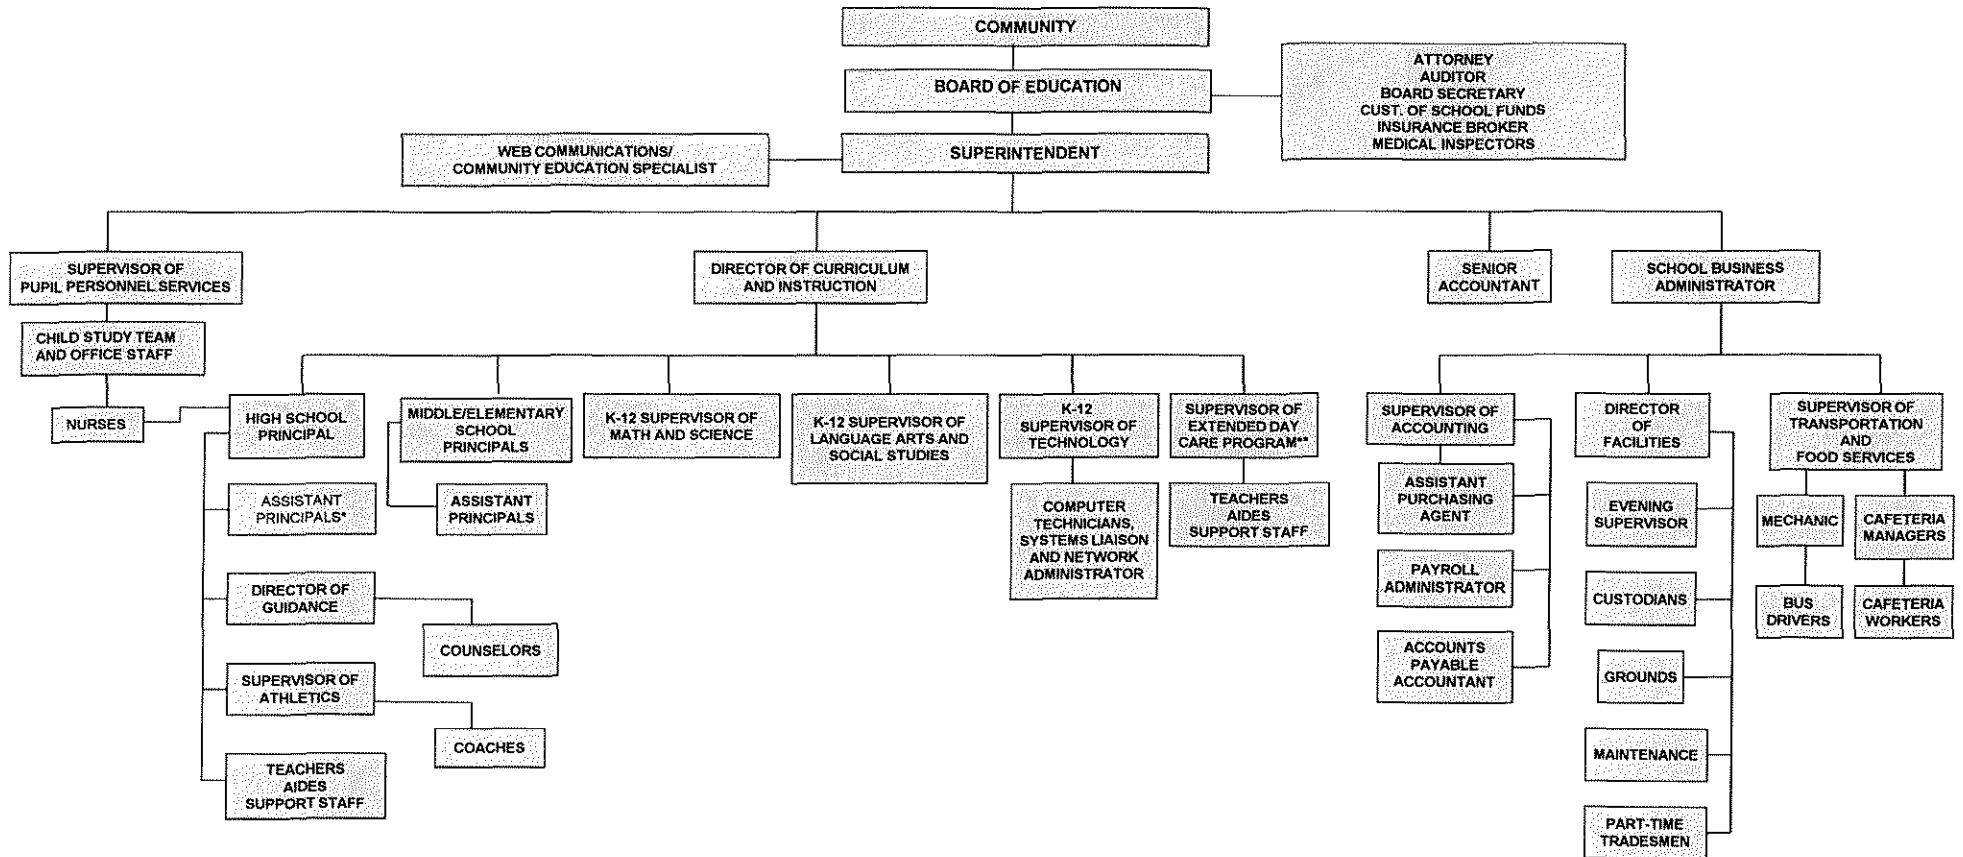 COMMUNITY
BOARD OF EDUCATION
ATTORNEY
AUDITOR
BOARD SECRETARY
CUST. OF SCHOOL FUNDS
INSURANCE BROKER
MEDICAL INSPECTORS
WEB COMMUNICATIONS/
COMMUNITY EDUCATION SPECIALIST
SUPERINTENDENT
SUPERVISOR OF
PUPIL PERSONNEL SERVICES
DIRECTOR OF CURRICULUM
AND INSTRUCTION
SENIOR
ACCOUNTANT
SCHOOL BUSINESS
ADMINISTRATOR
CHILD STUDY TEAM
AND OFFICE STAFF
NURSES
HIGH SCHOOL
PRINCIPAL
MIDDLE/ELEMENTARY
SCHOOL
PRINCIPALS
K-12 SUPERVISOR OF
MATH AND SCIENCE
K-12 SUPERVISOR OF
LANGUAGE ARTS AND
SOCIAL STUDIES
K-12
SUPERVISOR OF
TECHNOLOGY
SUPERVISOR OF
EXTENDED DAY
CARE PROGRAM**
SUPERVISOR OF
ACCOUNTING
DIRECTOR
OF
FACILITIES
SUPERVISOR OF
TRANSPORTATION
AND
FOOD SERVICES
ASSISTANT
PRINCIPALS*
ASSISTANT
PRINCIPALS
COMPUTER
TECHNICIANS,
SYSTEMS LIAISON
AND NETWORK
ADMINISTRATOR
TEACHERS
AIDES
SUPPORT STAFF
ASSISTANT
PURCHASING
AGENT
EVENING
SUPERVISOR
MECHANIC
CAFETERIA
MANAGERS
DIRECTOR OF
GUIDANCE
COUNSELORS
PAYROLL
ADMINISTRATOR
CUSTODIANS
BUS
DRIVERS
CAFETERIA
WORKERS
SUPERVISOR OF
ATHLETICS
COACHES
ACCOUNTS
PAYABLE
ACCOUNTANT
GROUNDS
TEACHERS
AIDES
SUPPORT STAFF
MAINTENANCE
PART-TIME
TRADESMEN